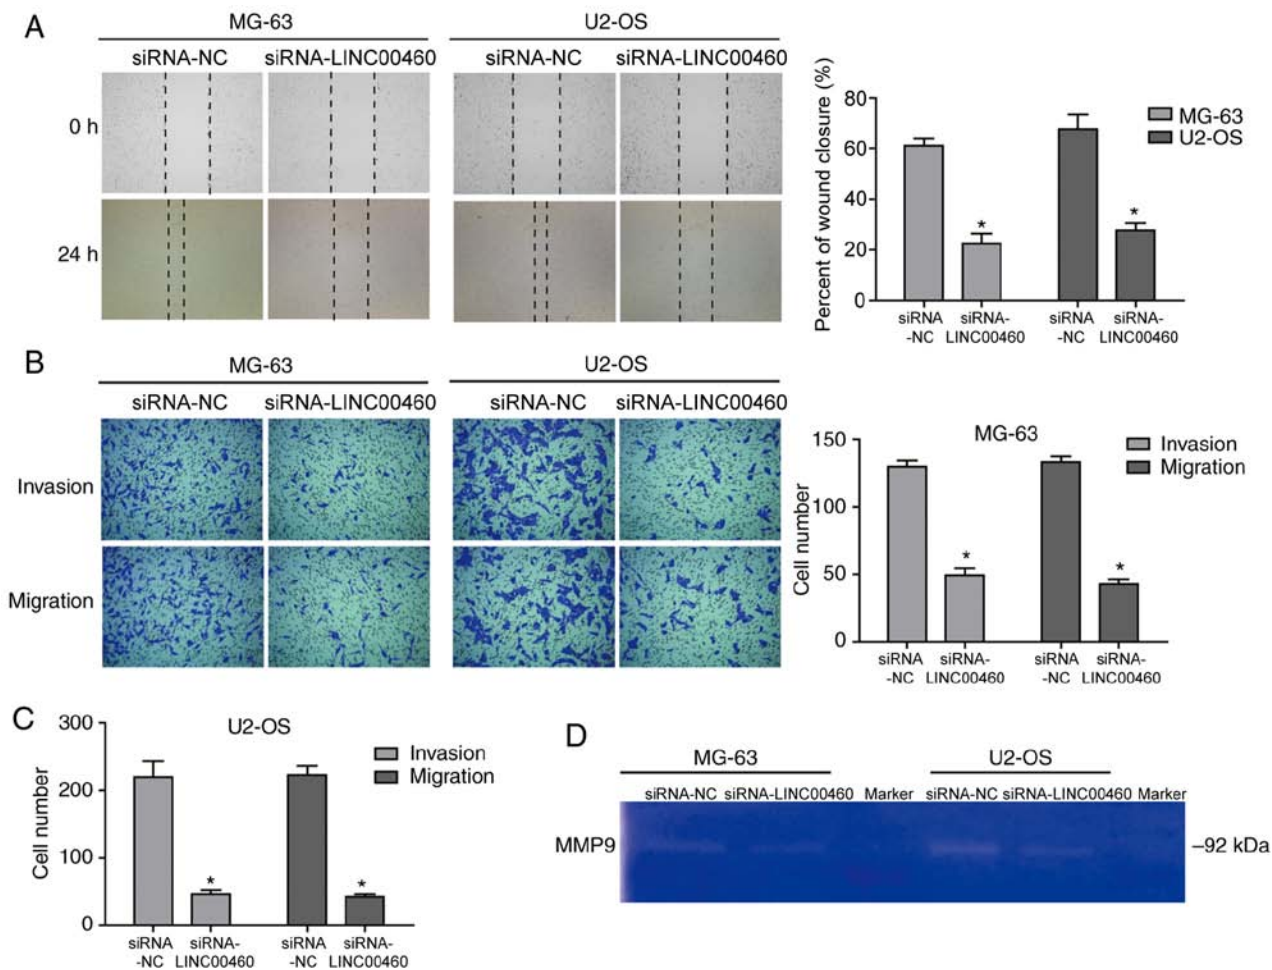 A
MG-63
U2-OS
siRNA-NC siRNA-LINC00460
siRNA-NC siRNA-LINC00460
0 h
24 h
Percent of wound closure (%)
80
60
40
20
0
MG-63
U2-OS
*
*
siRNA
-NC
siRNA-
LINC00460
siRNA
-NC
siRNA-
LINC00460
B
MG-63
U2-OS
siRNA-NC siRNA-LINC00460
siRNA-NC siRNA-LINC00460
Invasion
Migration
MG-63
Cell number
150
100
50
0
Invasion
Migration
*
*
siRNA
-NC
siRNA-
LINC00460
siRNA
-NC
siRNA-
LINC00460
C
U2-OS
Cell number
300
200
100
0
Invasion
Migration
*
*
siRNA
-NC
siRNA-
LINC00460
siRNA
-NC
siRNA-
LINC00460
D
MG-63
U2-OS
siRNA-NC siRNA-LINC00460 Marker siRNA-NC siRNA-LINC00460 Marker
MMP9
–92 kDa